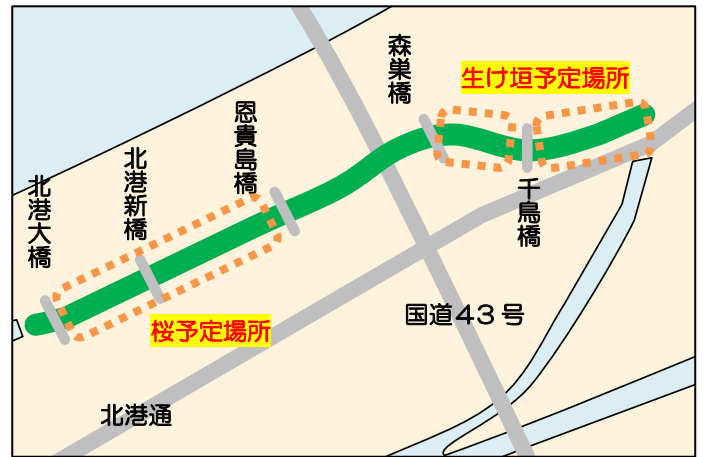 森巣橋
生け垣予定場所
恩貴島橋
北港新橋
北港大橋
千鳥橋
国道43号
桜予定場所
北港通